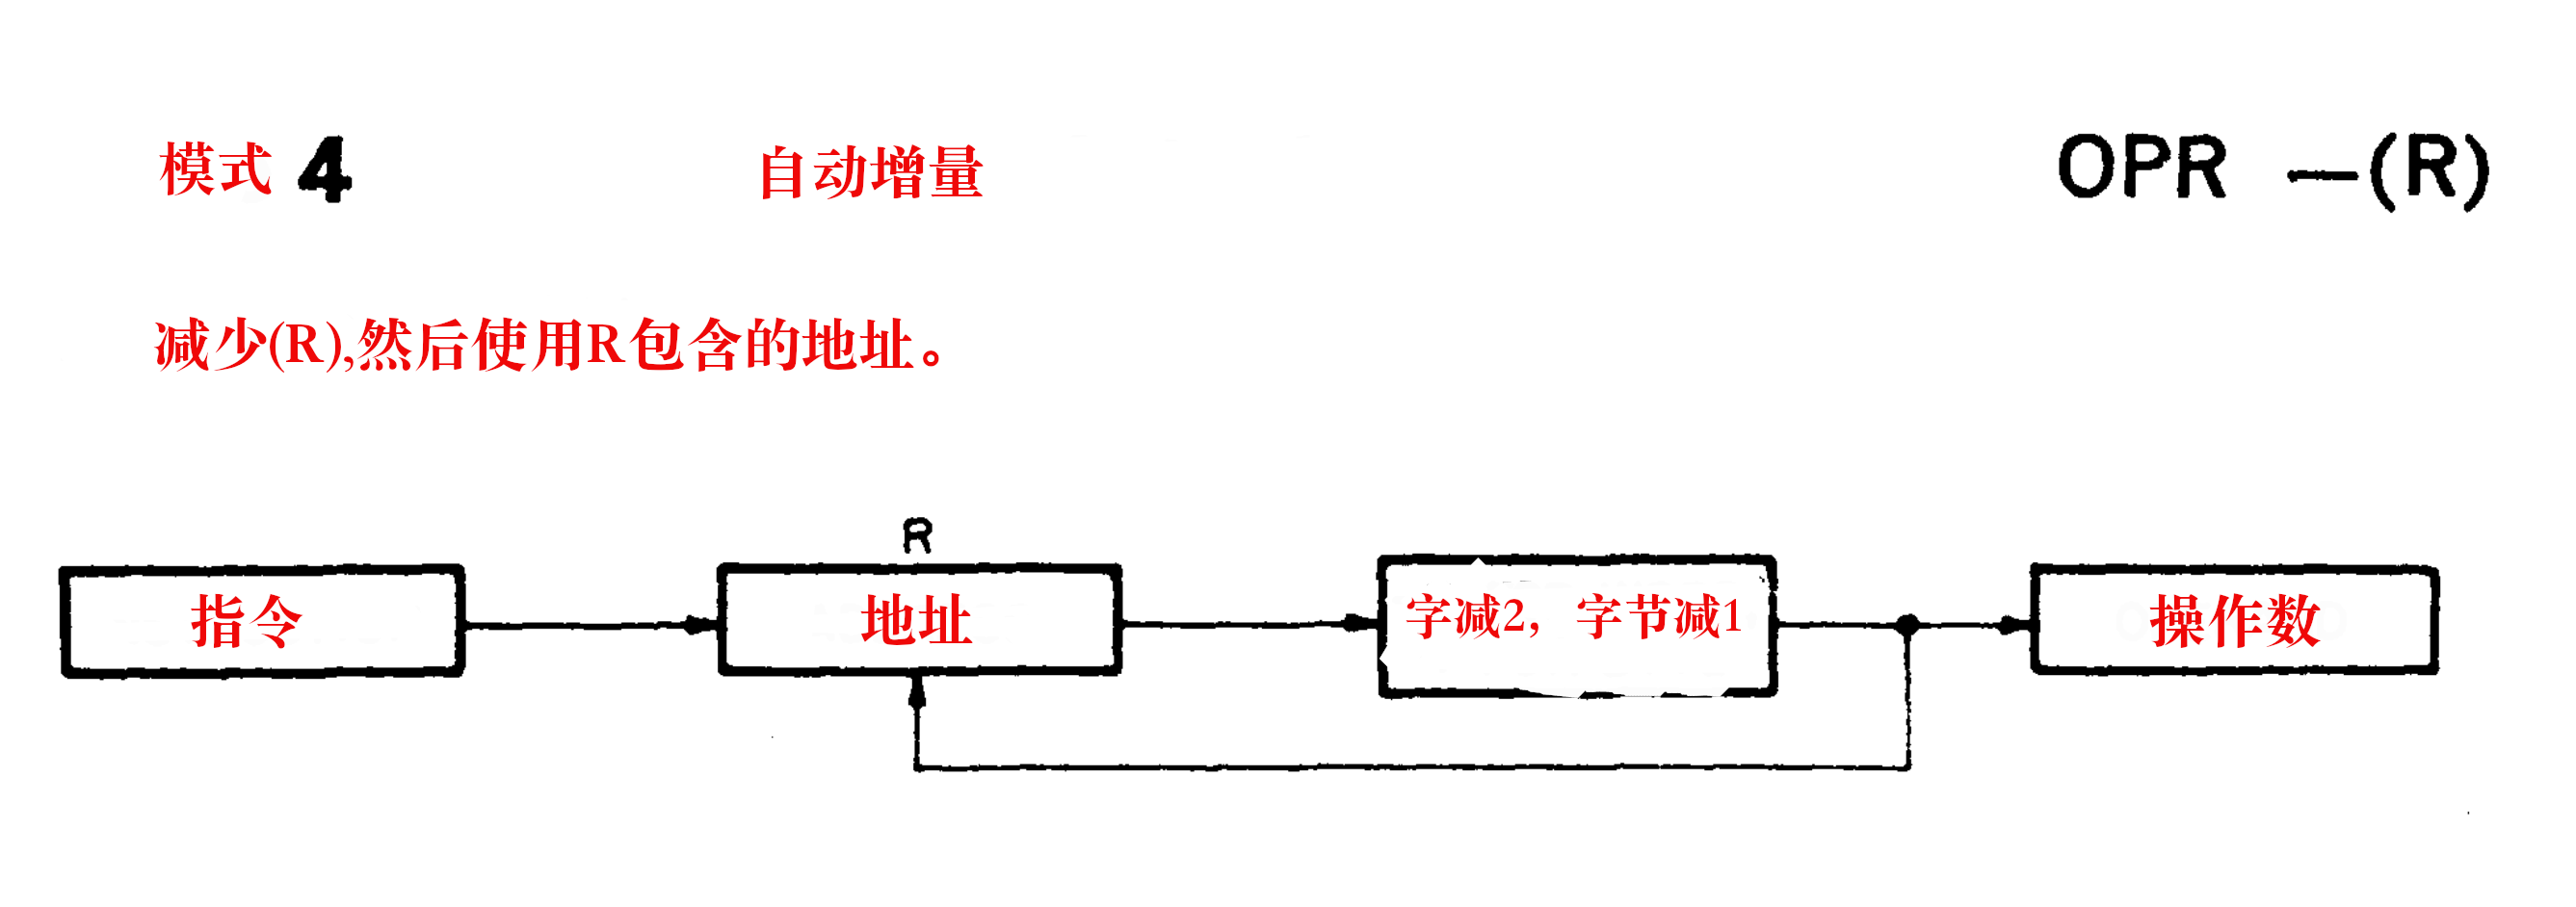 模式 4 自动增量 OPR –(R)
减少(R),然后使用R包含的地址。
R
指令 地址 字减2，字节减1 操作数